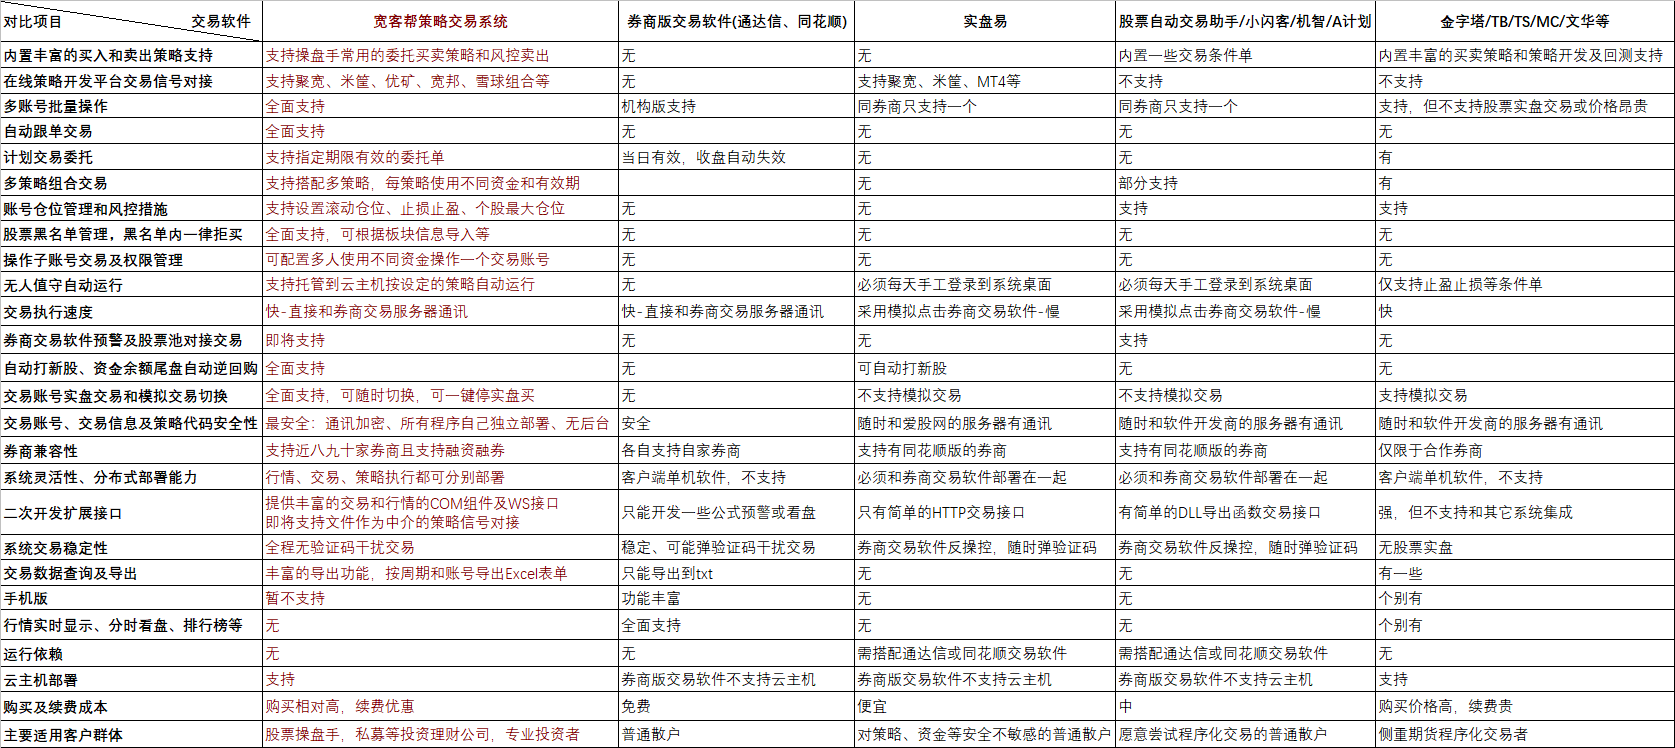 交易软件
对比项目 宽客帮策略交易系统 券商版交易软件(通达信、同花顺) 实盘易 股票自动交易助手/小闪客/机智/A计划 金字塔/TB/TS/MC/文华等
内置丰富的买入和卖出策略支持 支持操盘手常用的委托买卖策略和风控卖出 无 无 内置一些交易条件单 内置丰富的买卖策略和策略开发及回测支持
在线策略开发平台交易信号对接 支持聚宽、米筐、优矿、宽邦、雪球组合等 无 支持聚宽、米筐、MT4等 不支持 不支持
多账号批量操作 全面支持 机构版支持 同券商只支持一个 同券商只支持一个 支持，但不支持股票实盘交易或价格昂贵
自动跟单交易 全面支持 无 无 无 无
计划交易委托 支持指定期限有效的委托单 当日有效，收盘自动失效 无 无 有
多策略组合交易 支持搭配多策略，每策略使用不同资金和有效期 无 部分支持 有
账号仓位管理和风控措施 支持设置滚动仓位、止损止盈、个股最大仓位 无 无 支持 支持
股票黑名单管理，黑名单内一律拒买 全面支持，可根据板块信息导入等 无 无 无 无
操作子账号交易及权限管理 可配置多人使用不同资金操作一个交易账号 无 无 无 无
无人值守自动运行 支持托管到云主机按设定的策略自动运行 无 必须每天手工登录到系统桌面 必须每天手工登录到系统桌面 仅支持止盈止损等条件单
交易执行速度 快-直接和券商交易服务器通讯 快-直接和券商交易服务器通讯 采用模拟点击券商交易软件-慢 采用模拟点击券商交易软件-慢 快
券商交易软件预警及股票池对接交易 即将支持 无 无 支持 无
自动打新股、资金余额尾盘自动逆回购 全面支持 无 可自动打新股 无 无
交易账号实盘交易和模拟交易切换 全面支持，可随时切换，可一键停实盘买 无 不支持模拟交易 不支持模拟交易 支持模拟交易
交易账号、交易信息及策略代码安全性 最安全：通讯加密、所有程序自己独立部署、无后台 安全 随时和爱股网的服务器有通讯 随时和软件开发商的服务器有通讯 随时和软件开发商的服务器有通讯
券商兼容性 支持近八九十家券商且支持融资融券 各自支持自家券商 支持有同花顺版的券商 支持有同花顺版的券商 仅限于合作券商
系统灵活性、分布式部署能力 行情、交易、策略执行都可分别部署 客户端单机软件，不支持 必须和券商交易软件部署在一起 必须和券商交易软件部署在一起 客户端单机软件，不支持
二次开发扩展接口 提供丰富的交易和行情的COM组件及WS接口
即将支持文件作为中介的策略信号对接 只能开发一些公式预警或看盘 只有简单的HTTP交易接口 有简单的DLL导出函数交易接口 强，但不支持和其它系统集成
系统交易稳定性 全程无验证码干扰交易 稳定、可能弹验证码干扰交易 券商交易软件反操控，随时弹验证码 券商交易软件反操控，随时弹验证码 无股票实盘
交易数据查询及导出 丰富的导出功能，按周期和账号导出Excel表单 只能导出到txt 无 无 有一些
手机版 暂不支持 功能丰富 无 无 个别有
行情实时显示、分时看盘、排行榜等 无 全面支持 无 无 个别有
运行依赖 无 无 需搭配通达信或同花顺交易软件 需搭配通达信或同花顺交易软件 无
云主机部署 支持 券商版交易软件不支持云主机 券商版交易软件不支持云主机 券商版交易软件不支持云主机 支持
购买及续费成本 购买相对高，续费优惠 免费 便宜 中 购买价格高，续费贵
主要适用客户群体 股票操盘手，私募等投资理财公司，专业投资者 普通散户 对策略、资金等安全不敏感的普通散户 愿意尝试程序化交易的普通散户 侧重期货程序化交易者